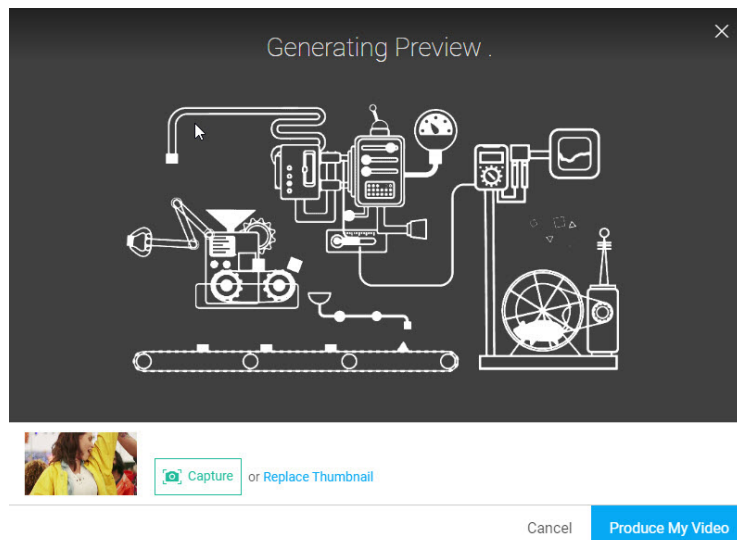 Generating Preview .
Capture or Replace Thumbnail
Cancel Produce My Video